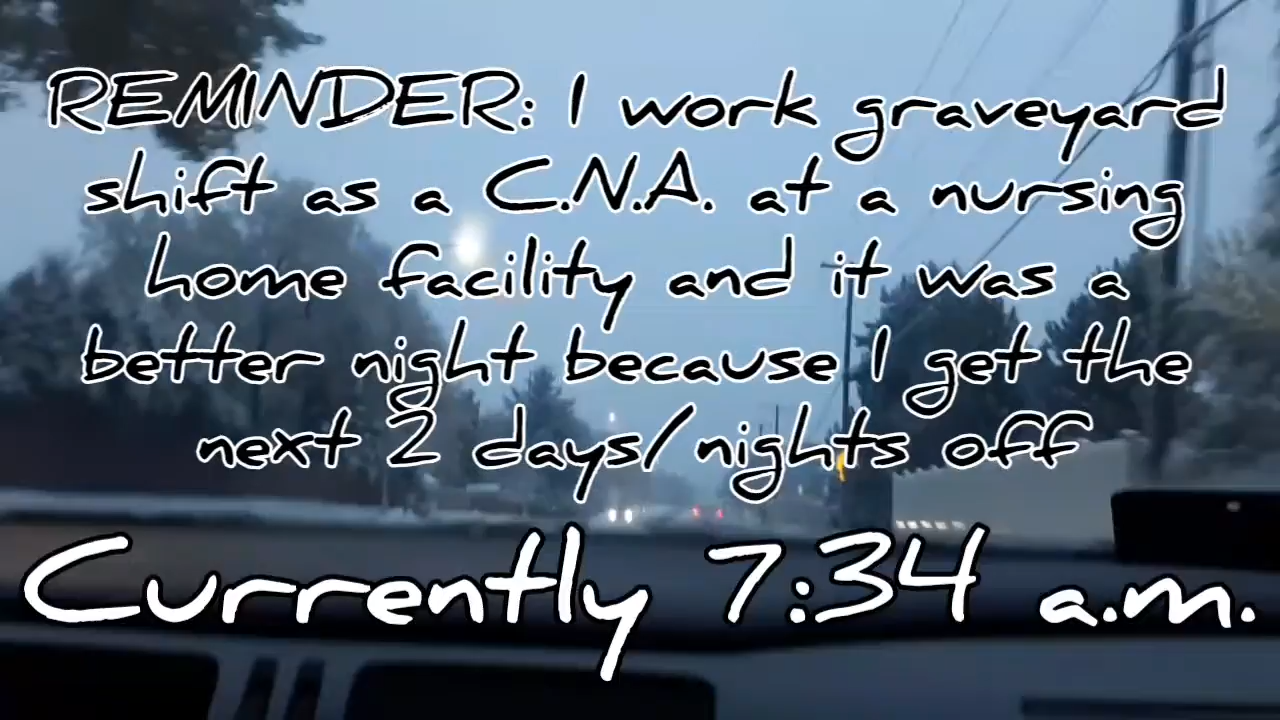 REMINDER: I work graveyard
shift as a C.N.A. at a nursing
home facility and it was a
better night because I get the
next 2 days/nights off
Currently 7:34 a.m.